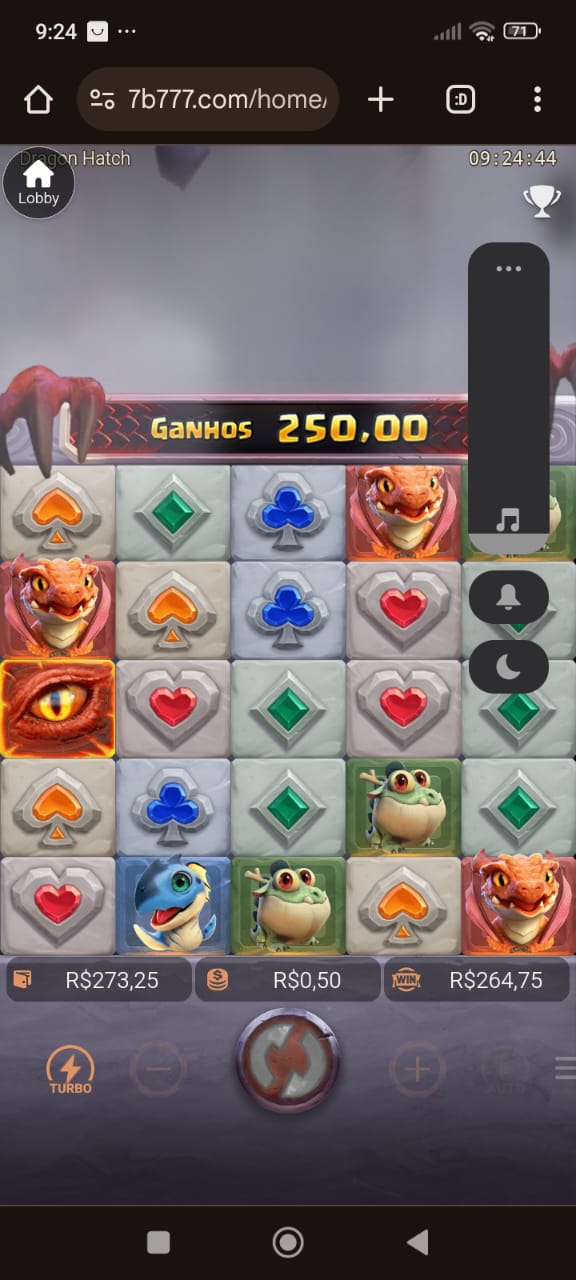 9:24
71
7b777.com/home/
:D
Dragon Hatch
09:24:44
Lobby
GANHOS 250,00
R$273,25
R$0,50
WIN
R$264,75
TURBO